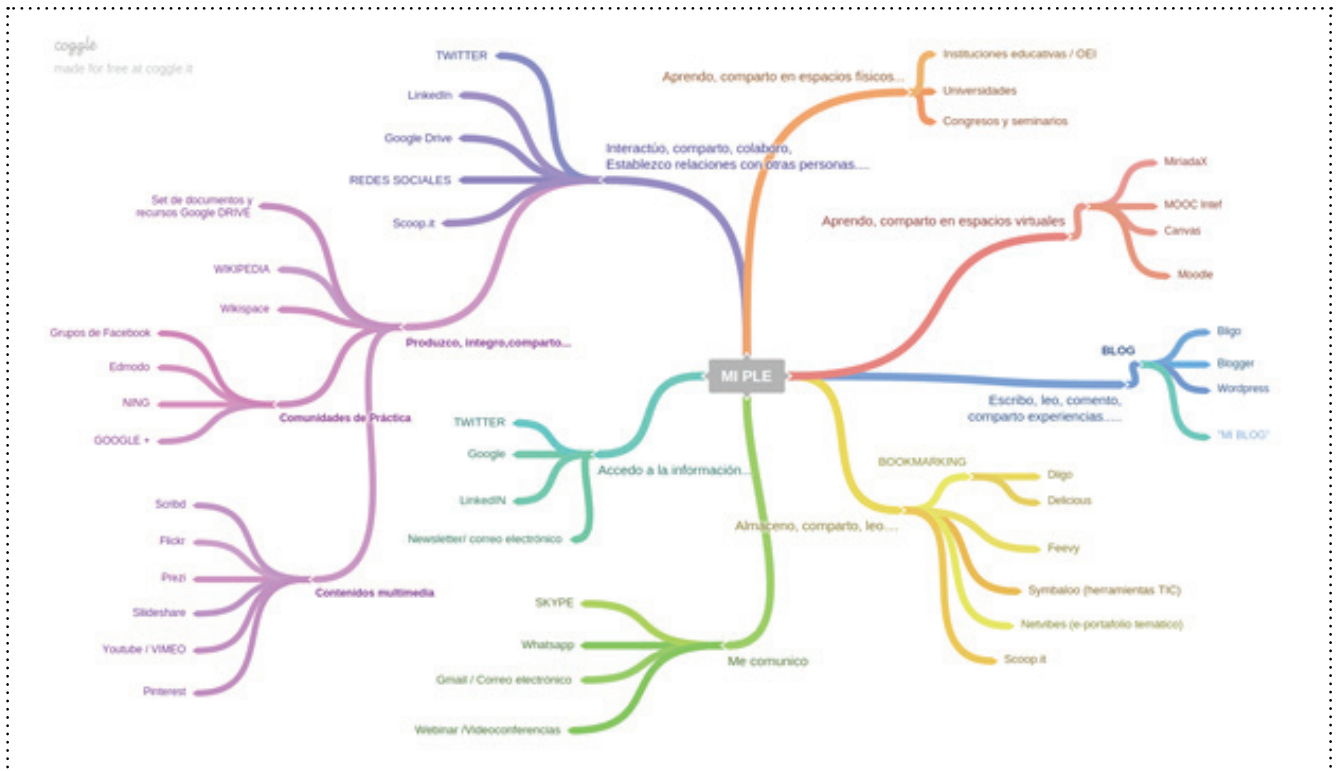 coggle
made for free at coggle.it
TWITTER
LinkedIn
Google Drive
REDES SOCIALES
Scoop.it
Interactúo, comparto, colaboro,
Establezco relaciones con otras personas....
Aprendo, comparto en espacios físicos...
Instituciones educativas / OEI
Universidades
Congresos y seminarios
Aprendo, comparto en espacios virtuales
MiriadaX
MOOC Intef
Canvas
Moodle
Set de documentos y
recursos Google DRIVE
WIKIPEDIA
Wikispace
Produzco, integro,comparto...
Grupos de Facebook
Edmodo
NING
GOOGLE +
Comunidades de Práctica
Scribd
Flickr
Prezi
Slideshare
Youtube / VIMEO
Pinterest
Contenidos multimedia
MI PLE
BLOG
Escribo, leo, comento,
comparto experiencias.....
Bligo
Blogger
Wordpress
"MI BLOG"
TWITTER
Google
LinkedIN
Newsletter/ correo electrónico
Accedo a la información...
BOOKMARKING
Diigo
Delicious
Almaceno, comparto, leo....
Feevy
Symbaloo (herramientas TIC)
Netvibes (e-portafolio temático)
Scoop.it
SKYPE
Whatsapp
Gmail / Correo electrónico
Webinar /Videoconferencias
Me comunico